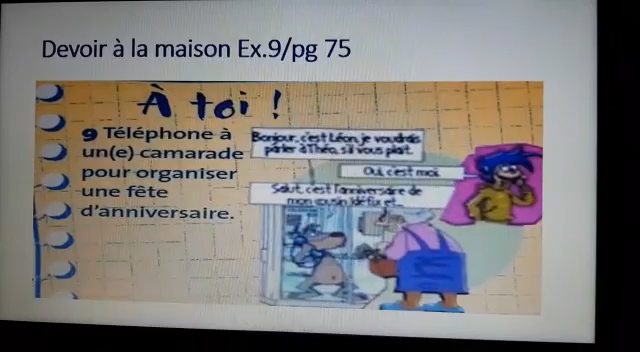 Devoir à la maison Ex.9/pg 75
À toi !
9 Téléphone à
un(e) camarade
pour organiser
une fête
d'anniversaire.
Bonjour, c'est Léon, je voudrais
parler à Théo, s'il vous plaît.
Oui, c'est moi.
Salut, c'est l'anniversaire de
mon cousin Idéfix et...